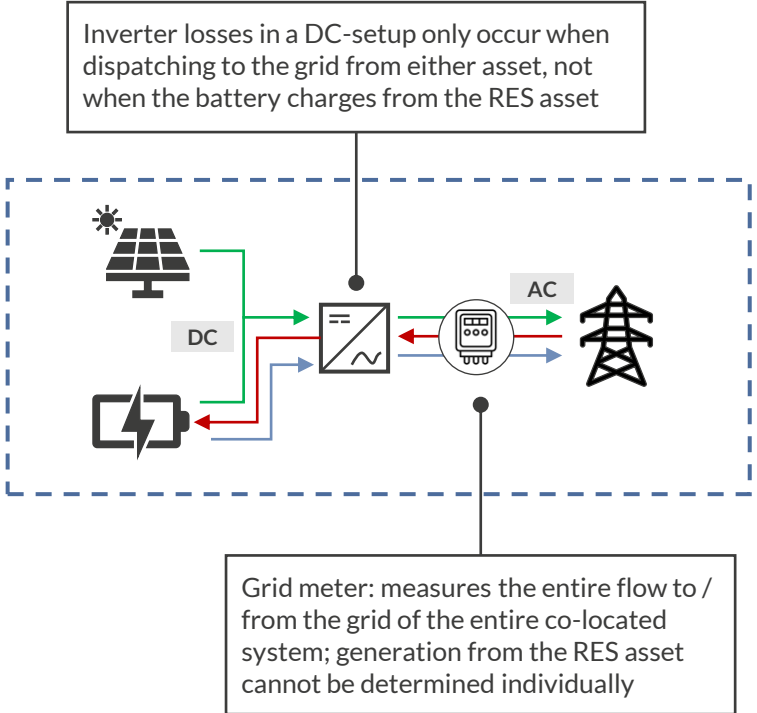 Inverter losses in a DC-setup only occur when
dispatching to the grid from either asset, not
when the battery charges from the RES asset
AC
DC
Grid meter: measures the entire flow to /
from the grid of the entire co-located
system; generation from the RES asset
cannot be determined individually